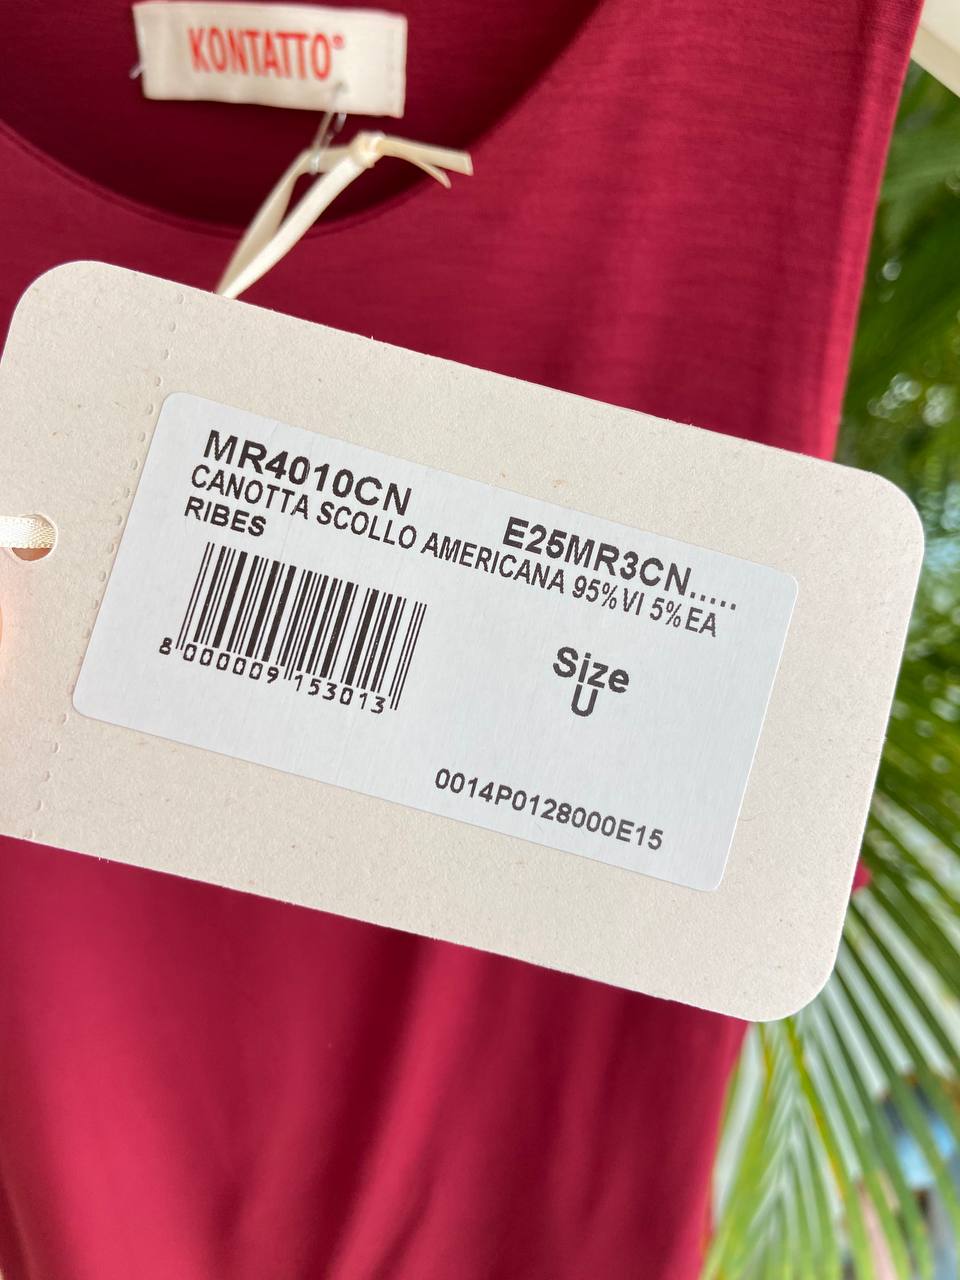 KONTATTO®
MR4010CN E25MR3CN.....
CANOTTA SCOLLO AMERICANA 95%VI 5%EA
RIBES
8 000009 153013
Size
U
0014P0128000E15